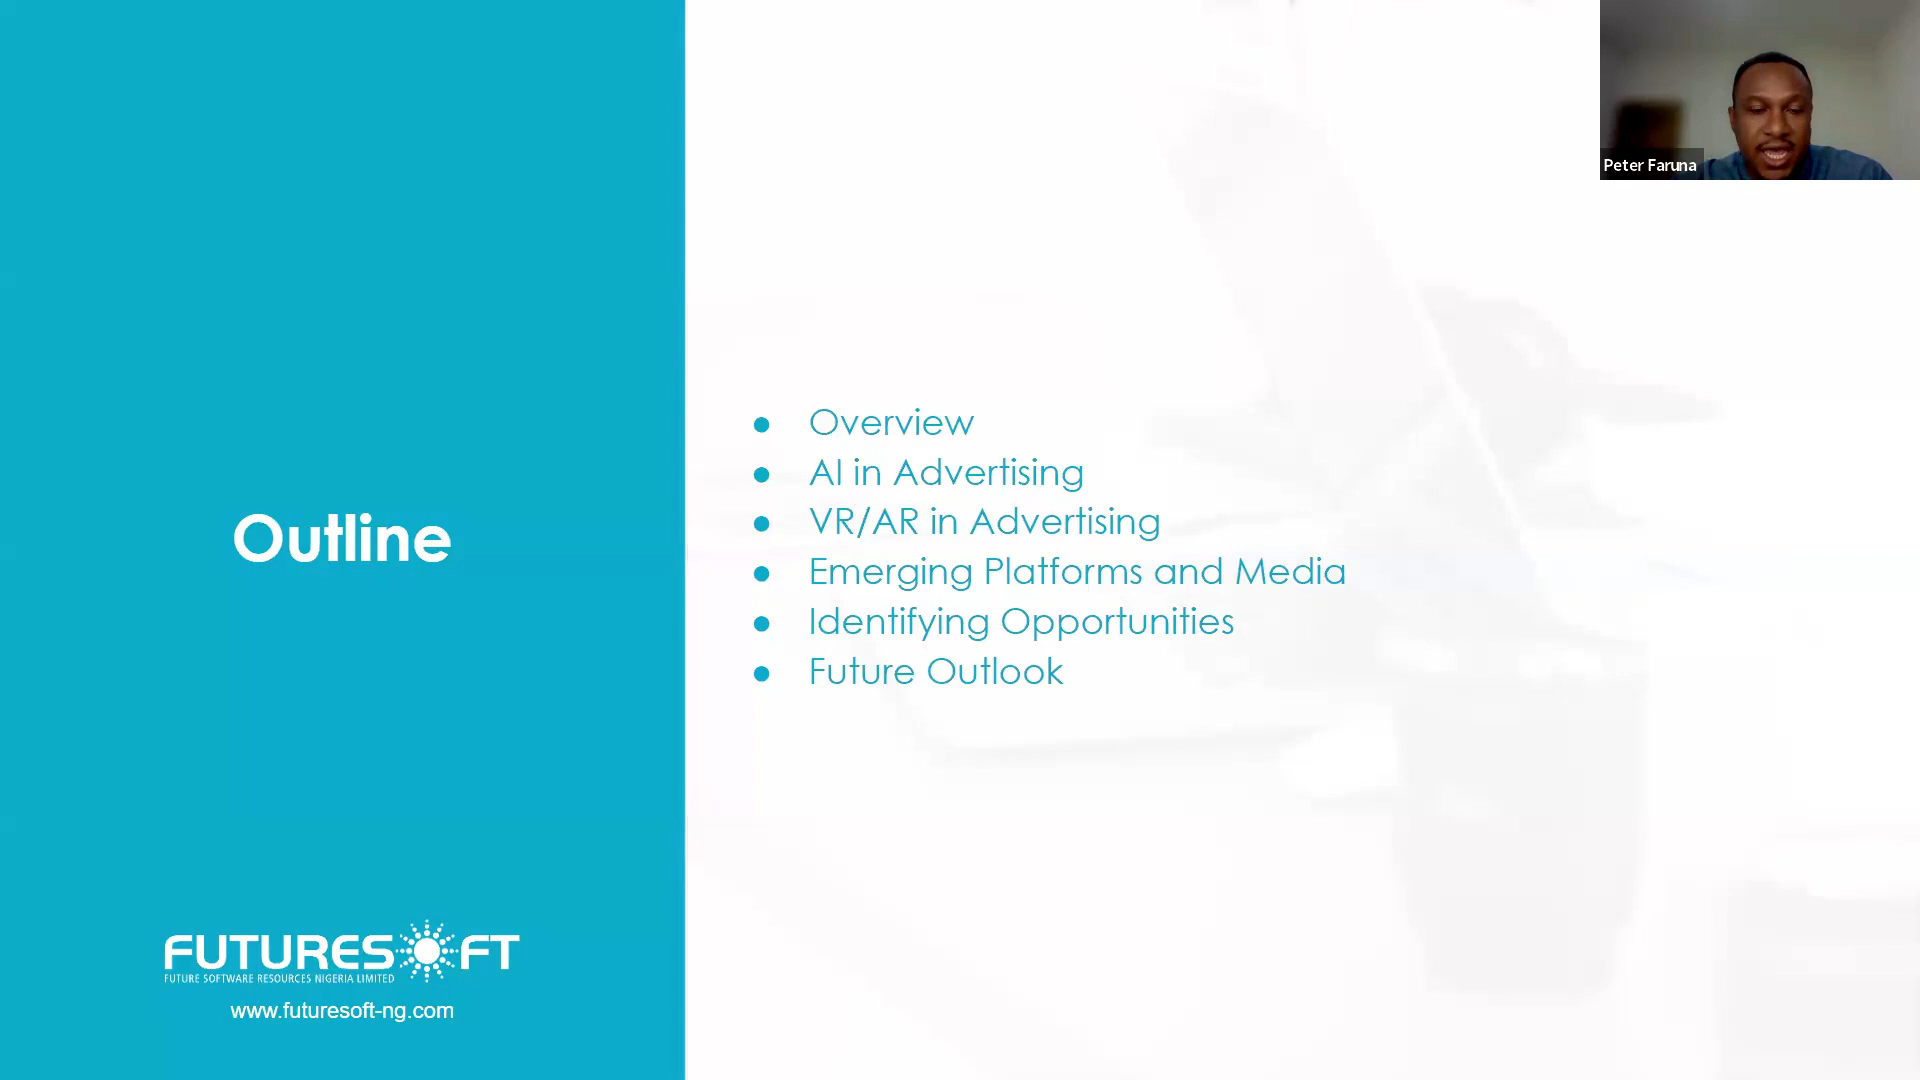 Peter Faruna
Outline
Overview
AI in Advertising
VR/AR in Advertising
Emerging Platforms and Media
Identifying Opportunities
Future Outlook
FUTURESOFT
FUTURE SOFTWARE RESOURCES NIGERIA LIMITED
www.futuresoft-ng.com